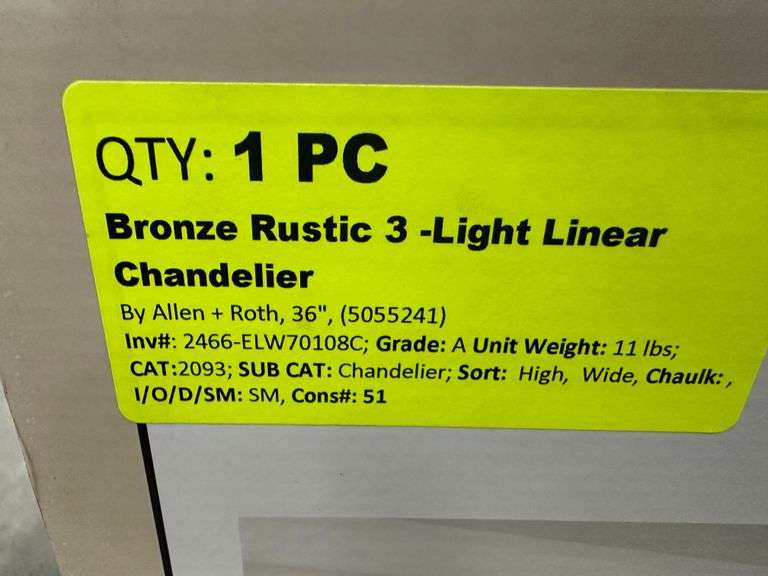 QTY: 1 PC
Bronze Rustic 3 -Light Linear
Chandelier
By Allen + Roth, 36", (5055241)
Inv#: 2466-ELW70108C; Grade: A Unit Weight: 11 lbs;
CAT:2093; SUB CAT: Chandelier; Sort: High, Wide, Chaulk: ,
I/O/D/SM: SM, Cons#: 51